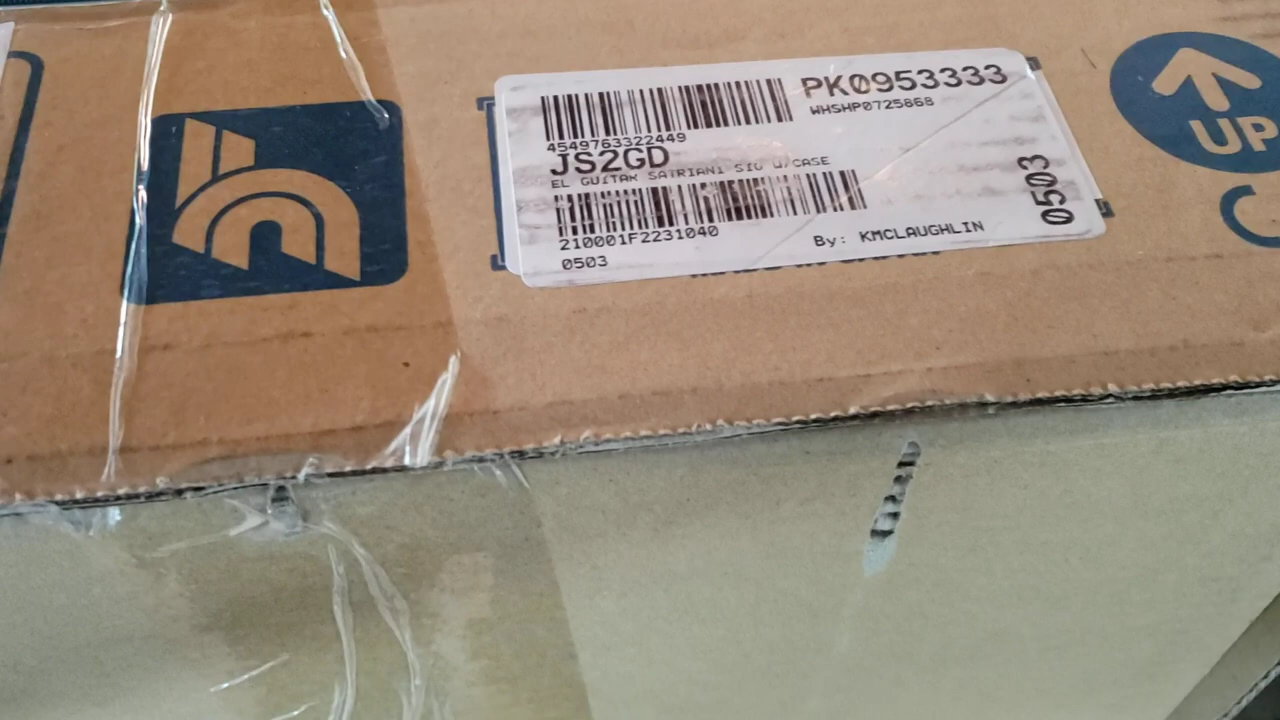 PK0953333
WHSHP0725868
4549763322449
JS2GD
EL GUITAR SATRIANI SIG W/CASE
210001F2231040
0503
By: KMCLAUGHLIN
0503
UP